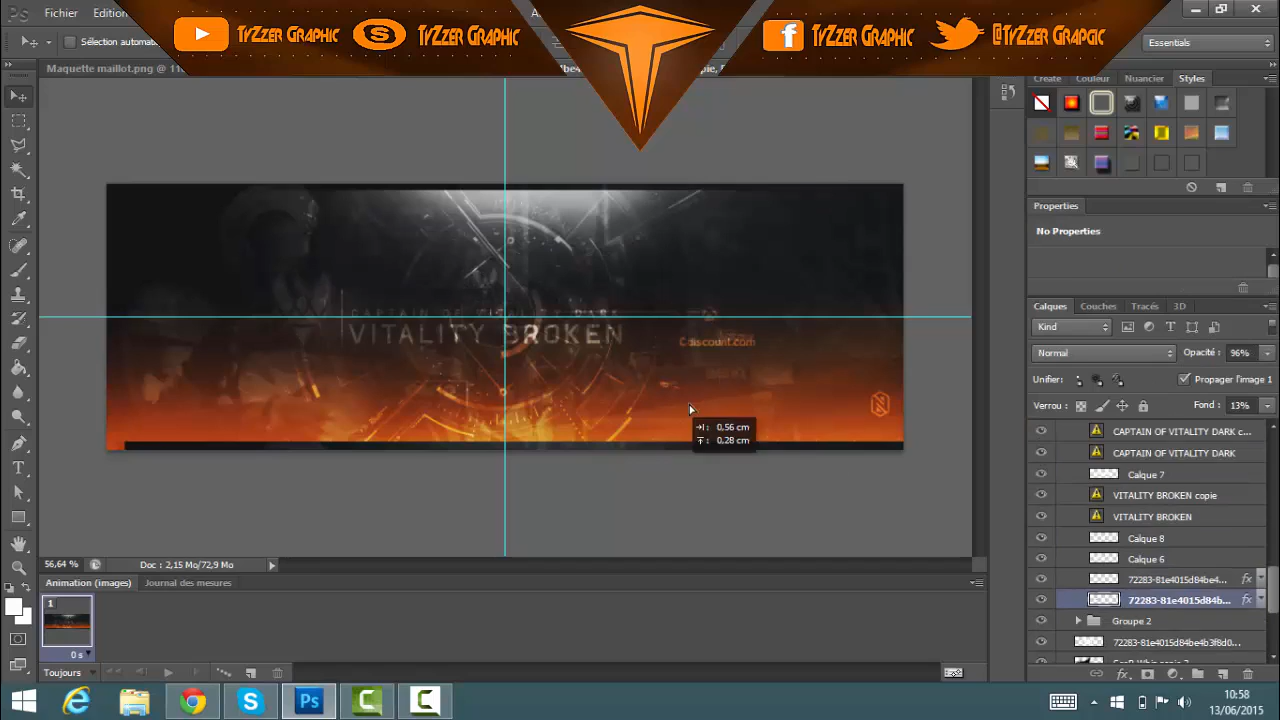 Ps Fichier Edition
TyZzer Graphic TyZzer Graphic TyZzer Graphic @TyZzer Grapgic
Sélection automa
Essentials
Maquette maillot.png @
Create Couleur Nuancier Styles
Properties
No Properties
CAPTAIN OF VITALITY DARK
VITALITY BROKEN
Cdiscount.com
0,56 cm
0,28 cm
Calques Couches Tracés 3D
Kind
Normal Opacité : 96%
Unifier : Propager l'image 1
Verrou : Fond : 13%
CAPTAIN OF VITALITY DARK c...
CAPTAIN OF VITALITY DARK
Calque 7
VITALITY BROKEN copie
VITALITY BROKEN
Calque 8
Calque 6
72283-81e4015d84be4... fx
72283-81e4015d84b... fx
Groupe 2
72283-81e4015d84be4b3f8d0...
56,64 % Doc : 2,15 Mo/72,9 Mo
Animation (images) Journal des mesures
1
0 s
Toujours
Ps
10:58
13/06/2015